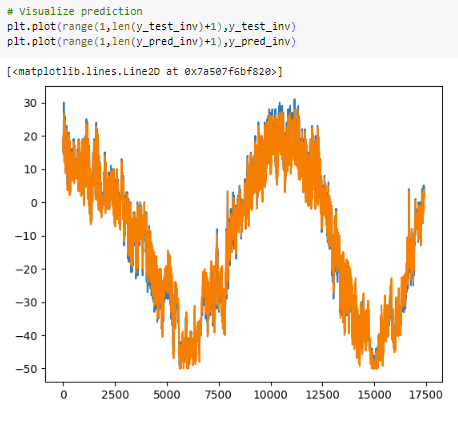 # Visualize prediction
plt.plot(range(1,len(y_test_inv)+1),y_test_inv)
plt.plot(range(1,len(y_pred_inv)+1),y_pred_inv)
[<matplotlib.lines.Line2D at 0x7a507f6bf820>]
30
20
10
0
−10
−20
−30
−40
−50
0 2500 5000 7500 10000 12500 15000 17500